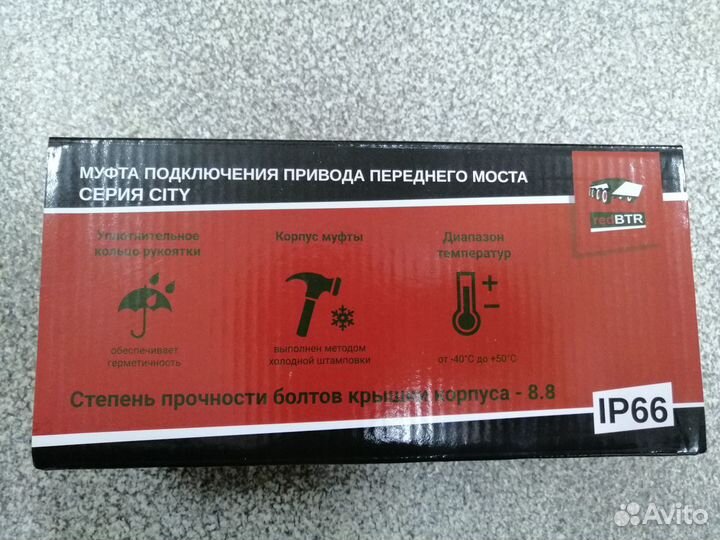 МУФТА ПОДКЛЮЧЕНИЯ ПРИВОДА ПЕРЕДНЕГО МОСТА
СЕРИЯ CITY
redBTR
Уплотнительное
кольцо рукоятки
обеспечивает
герметичность
Корпус муфты
выполнен методом
холодной штамповки
Диапазон
температур
от -40°C до +50°C
Степень прочности болтов крышки корпуса - 8.8
IP66
Avito